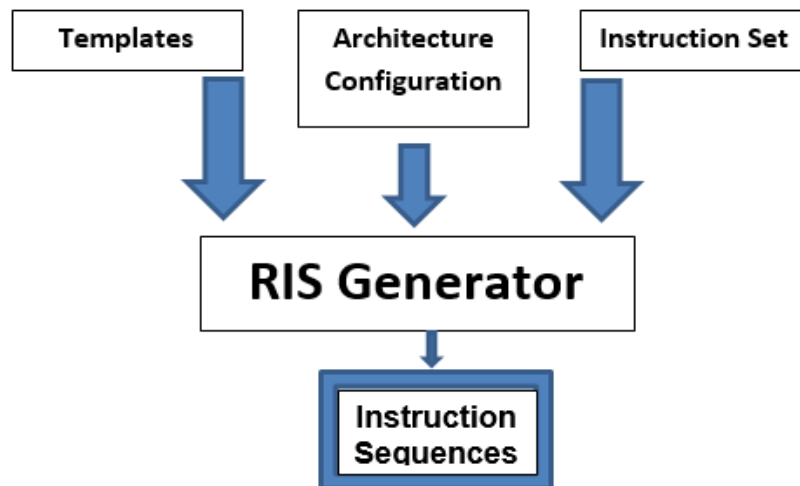 Templates
Architecture
Configuration
Instruction Set
RIS Generator
Instruction
Sequences